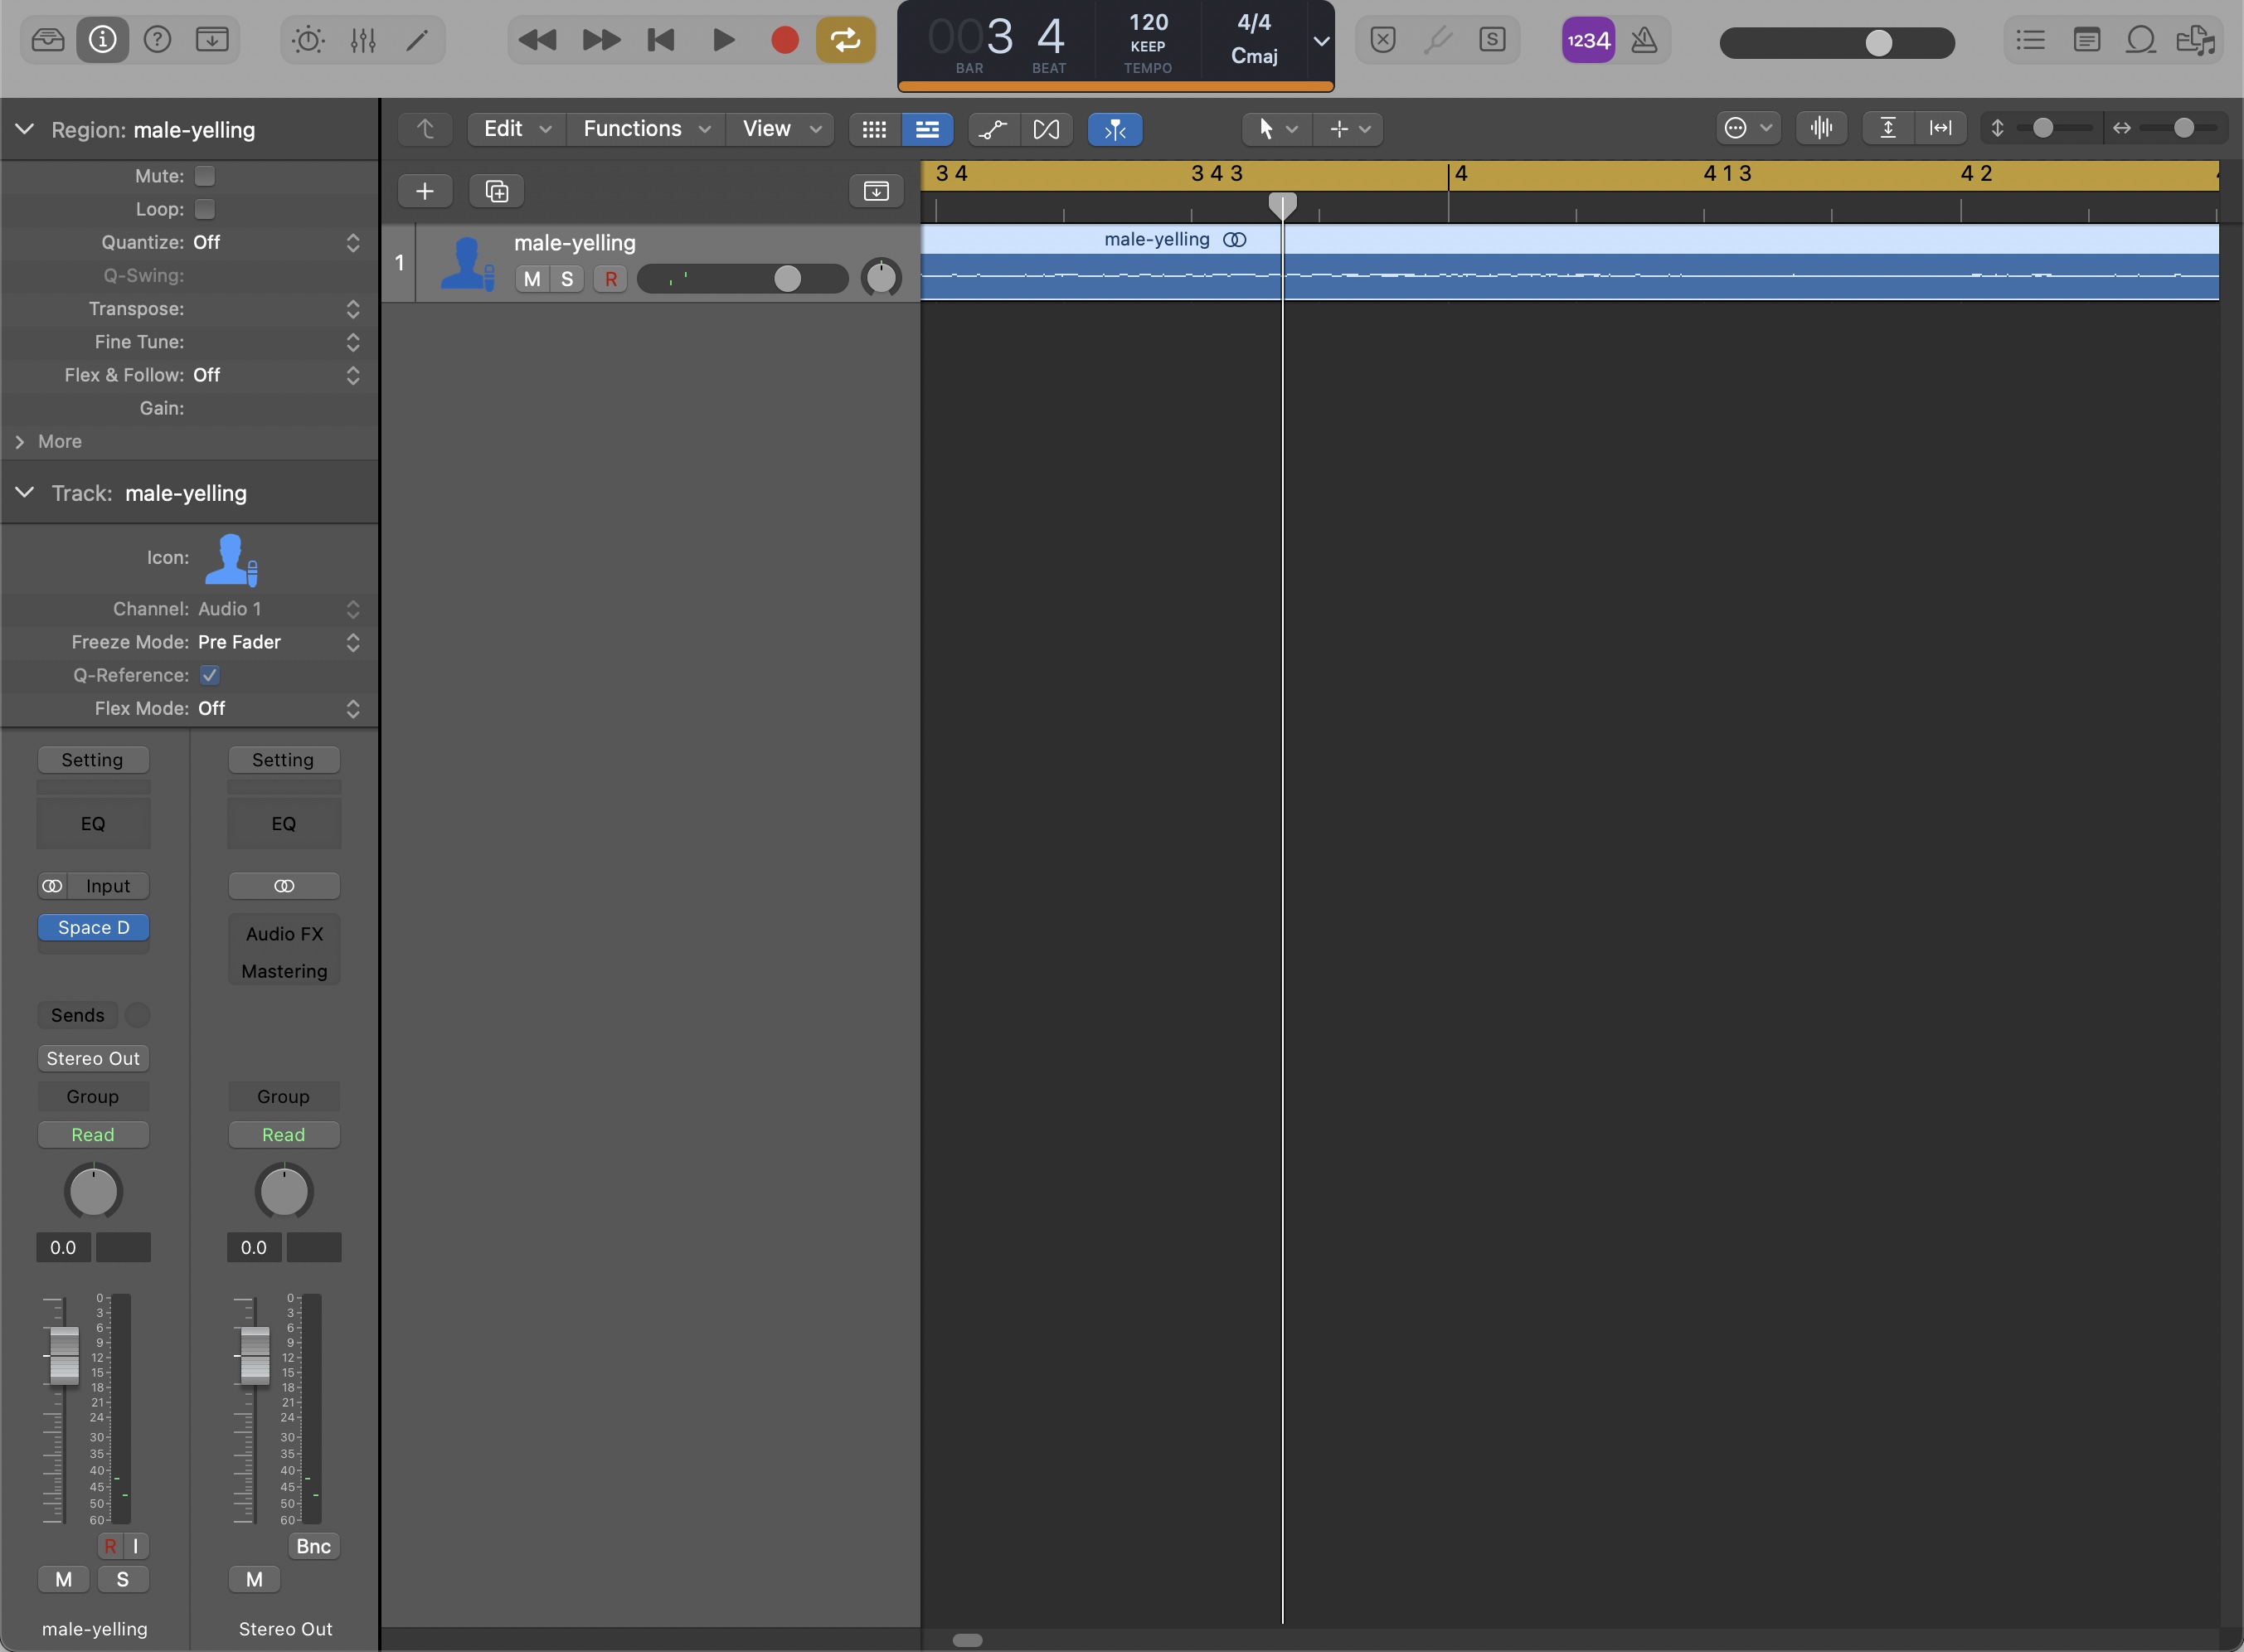 003 4
BAR BEAT
120
KEEP
TEMPO
4/4
Cmaj
S
1234
Region: male-yelling
Mute:
Loop:
Quantize: Off
Q-Swing:
Transpose:
Fine Tune:
Flex & Follow: Off
Gain:
More
Track: male-yelling
Icon:
Channel: Audio 1
Freeze Mode: Pre Fader
Q-Reference:
Flex Mode: Off
Edit Functions View
3 4 3 4 3 4 4 1 3 4 2
1 male-yelling
M S R
male-yelling
Setting Setting
EQ EQ
Input
Space D
Audio FX
Mastering
Sends
Stereo Out
Group Group
Read Read
0.0 0.0
0 0
3 3
6 6
9 9
12 12
15 15
18 18
21 21
24 24
30 30
35 35
40 40
45 45
50 50
60 60
R I Bnc
M S M
male-yelling Stereo Out